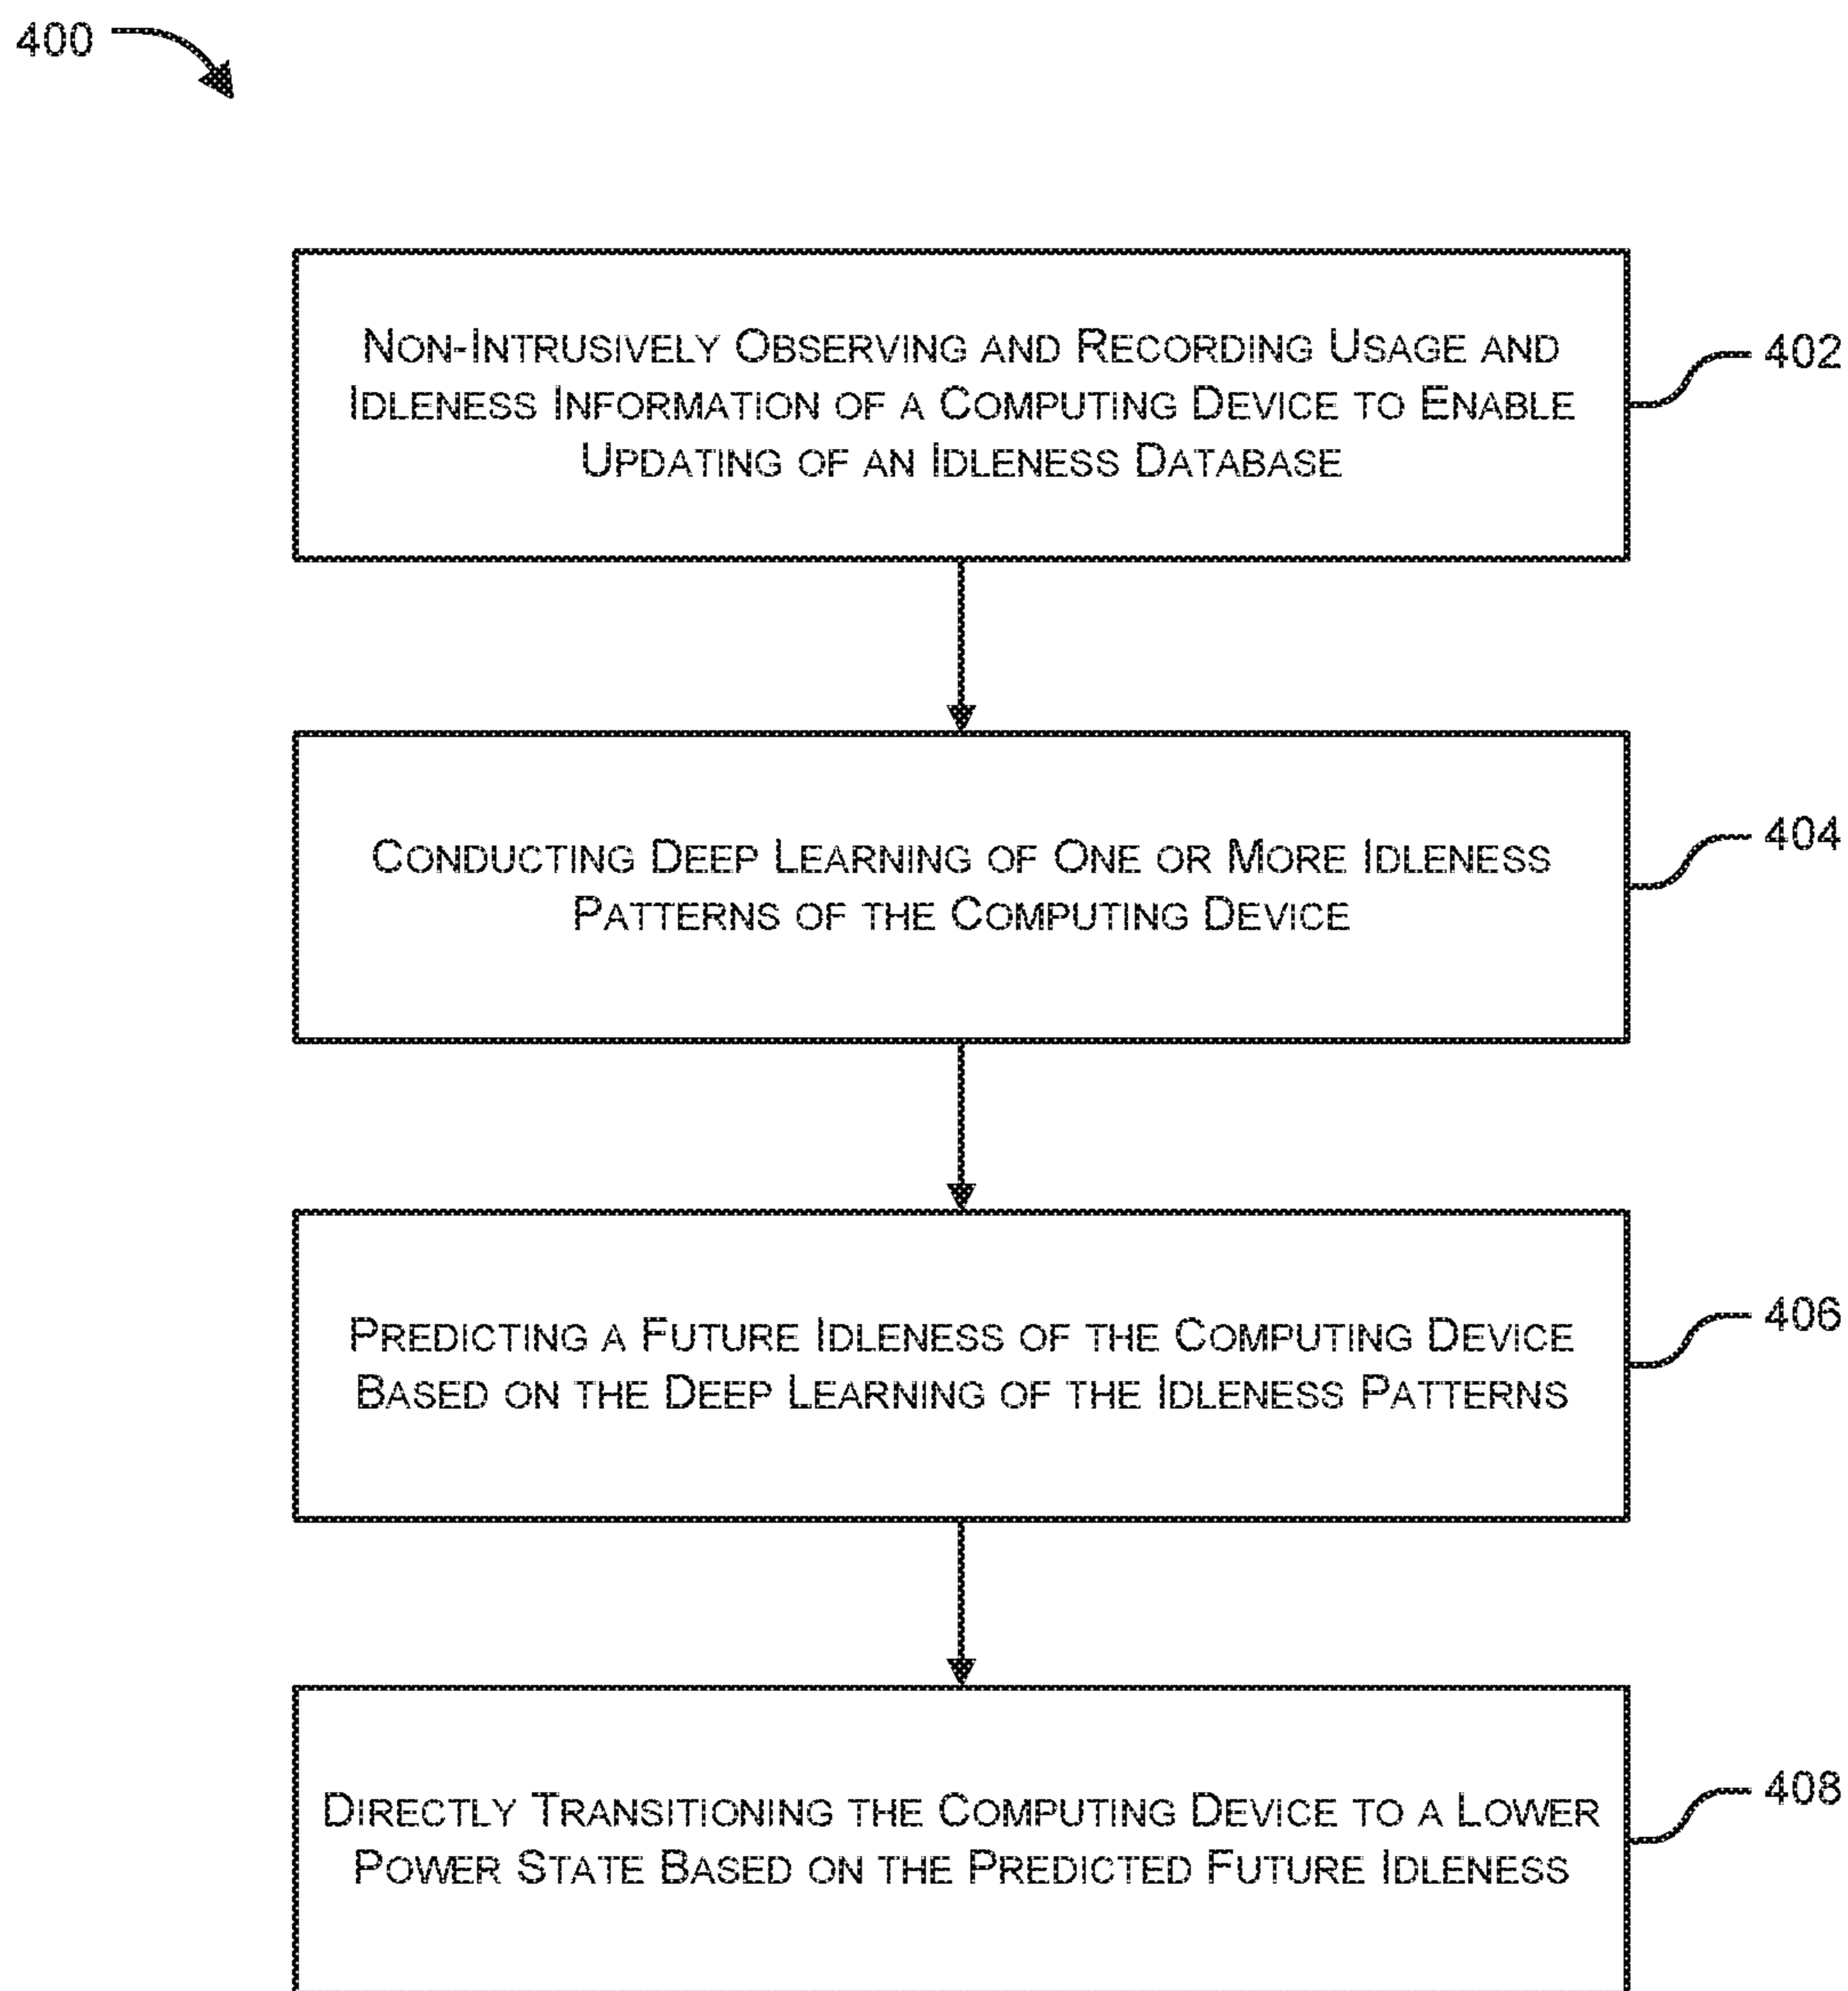 400
NON-INTRUSIVELY OBSERVING AND RECORDING USAGE AND
IDLENESS INFORMATION OF A COMPUTING DEVICE TO ENABLE
UPDATING OF AN IDLENESS DATABASE
402
CONDUCTING DEEP LEARNING OF ONE OR MORE IDLENESS
PATTERNS OF THE COMPUTING DEVICE
404
PREDICTING A FUTURE IDLENESS OF THE COMPUTING DEVICE
BASED ON THE DEEP LEARNING OF THE IDLENESS PATTERNS
406
DIRECTLY TRANSITIONING THE COMPUTING DEVICE TO A LOWER
POWER STATE BASED ON THE PREDICTED FUTURE IDLENESS
408